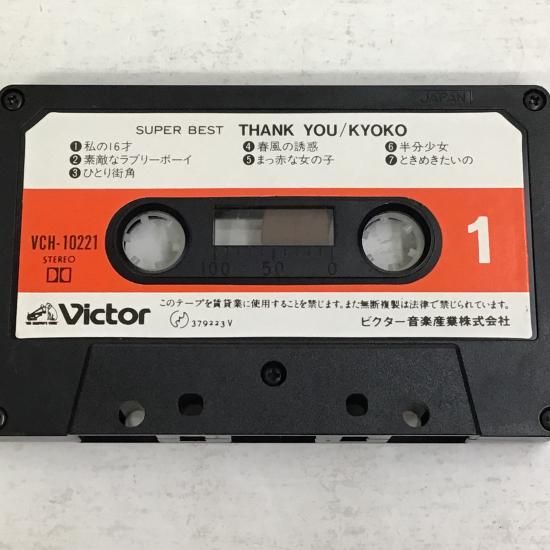 JAPAN
SUPER BEST THANK YOU/KYOKO
❶私の16才
❷素敵なラブリーボーイ
❸ひとり街角
❹春風の誘惑
❺まっ赤な女の子
❻半分少女
❼ときめきたいの
VCH-10221
STEREO
100 50 0
1
Victor
このテープを賃貸業に使用することを禁じます。また無断複製は法律で禁じられています。
379223V
ビクター音楽産業株式会社